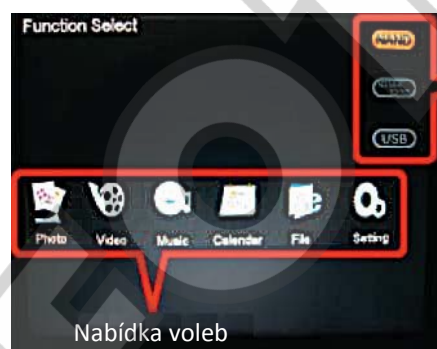 Function Select
NAND
USB
Photo Video Music Calendar File Setting
Nabídka voleb